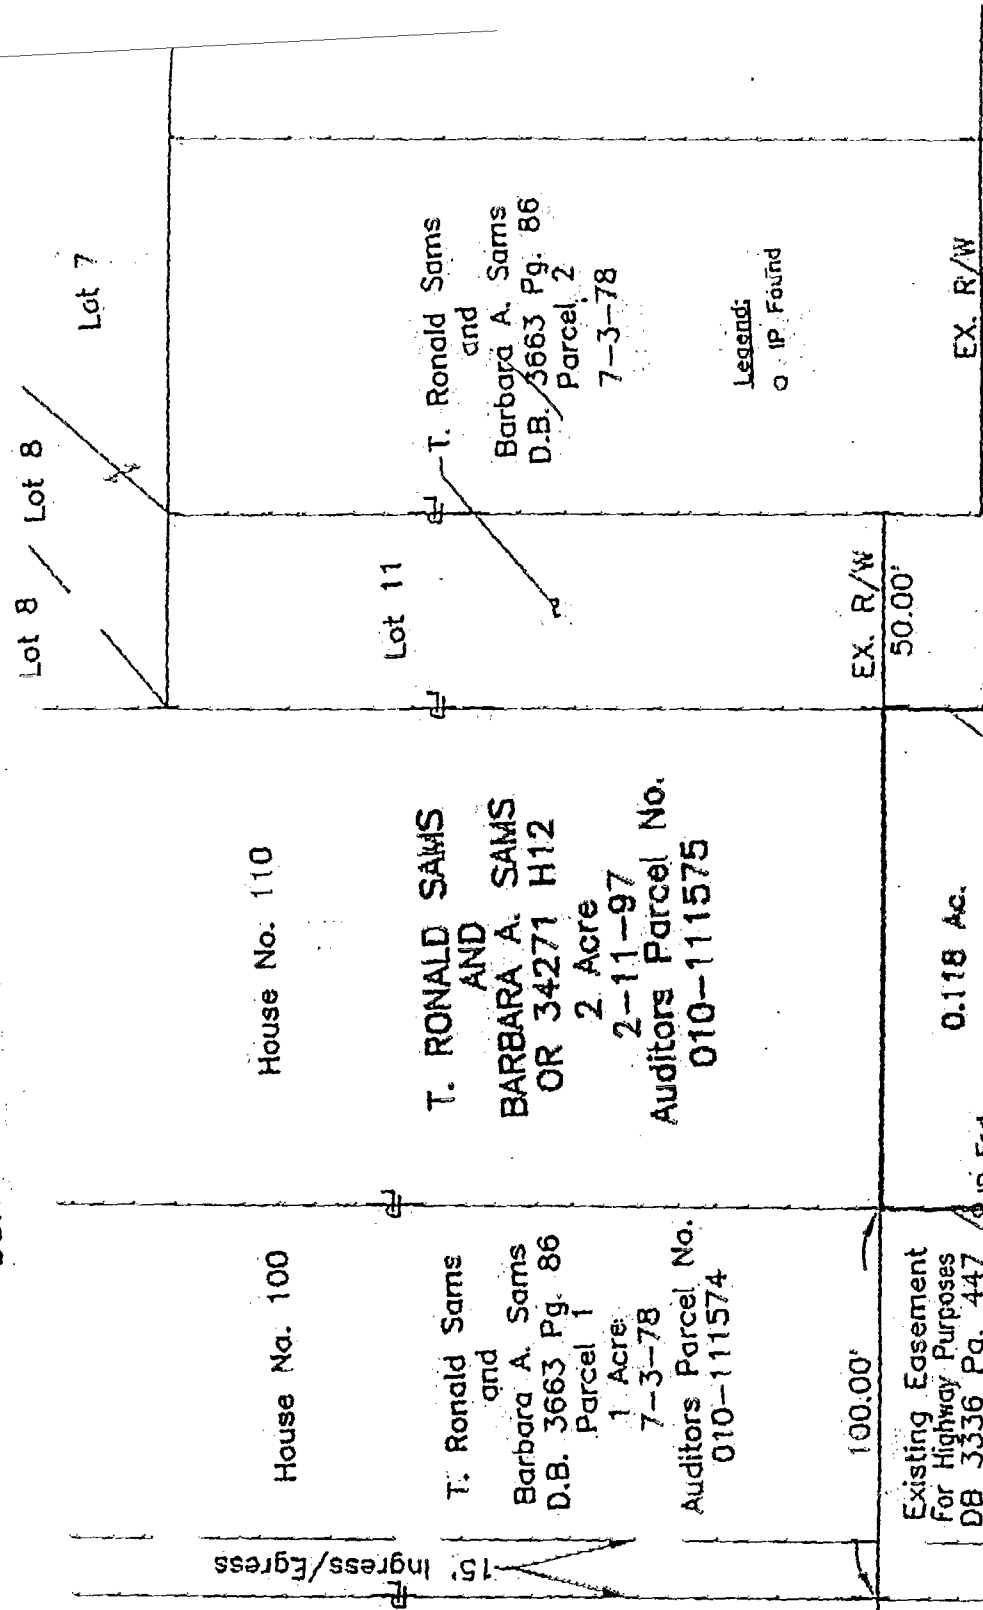 15' Ingress/Egress
House No. 100
T. Ronald Sams
and
Barbara A. Sams
D.B. 3663 Pg. 86
Parcel 1
1 Acre
7-3-78
Auditors Parcel No.
010-111574
100.00'
Existing Easement
For Highway Purposes
DB 3336 Pg. 447
House No. 110
T. RONALD SAMS
AND
BARBARA A. SAMS
OR 34271 H12
2 Acre
2-11-97
Auditors Parcel No.
010-111575
0.118 Ac.
Lot 8
Lot 8
Lot 11
EX. R/W
50.00'
Lot 7
T. Ronald Sams
and
Barbara A. Sams
D.B. 3663 Pg. 86
Parcel 2
7-3-78
Legend:
o IP Found
EX. R/W